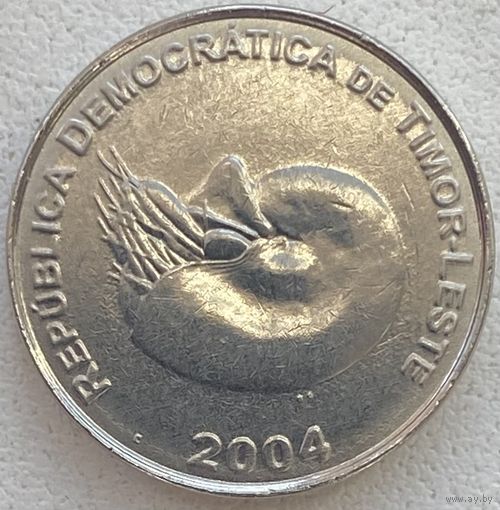 REPÚBLICA DEMOCRÁTICA DE TIMOR-LESTE
2004
www.ay.by